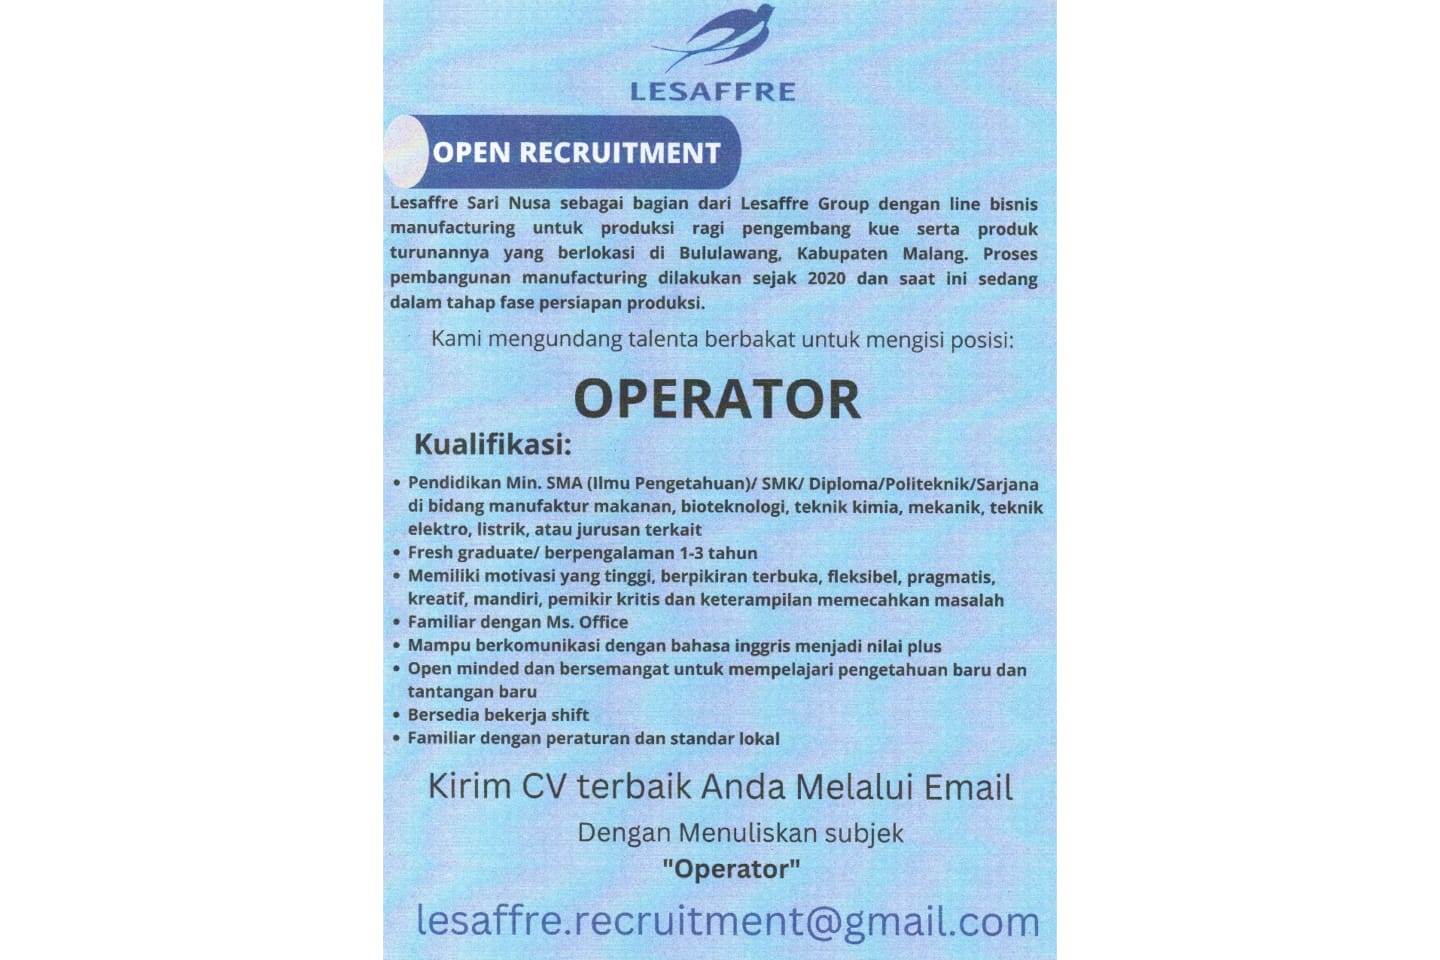 LESAFFRE
OPEN RECRUITMENT
Lesaffre Sari Nusa sebagai bagian dari Lesaffre Group dengan line bisnis
manufacturing untuk produksi ragi pengembang kue serta produk
turunannya yang berlokasi di Bululawang, Kabupaten Malang. Proses
pembangunan manufacturing dilakukan sejak 2020 dan saat ini sedang
dalam tahap fase persiapan produksi.
Kami mengundang talenta berbakat untuk mengisi posisi:
OPERATOR
Kualifikasi:
• Pendidikan Min. SMA (Ilmu Pengetahuan)/ SMK/ Diploma/Politeknik/Sarjana
di bidang manufaktur makanan, bioteknologi, teknik kimia, mekanik, teknik
elektro, listrik, atau jurusan terkait
• Fresh graduate/ berpengalaman 1-3 tahun
• Memiliki motivasi yang tinggi, berpikiran terbuka, fleksibel, pragmatis,
kreatif, mandiri, pemikir kritis dan keterampilan memecahkan masalah
• Familiar dengan Ms. Office
• Mampu berkomunikasi dengan bahasa inggris menjadi nilai plus
• Open minded dan bersemangat untuk mempelajari pengetahuan baru dan
tantangan baru
• Bersedia bekerja shift
• Familiar dengan peraturan dan standar lokal
Kirim CV terbaik Anda Melalui Email
Dengan Menuliskan subjek
"Operator"
lesaffre.recruitment@gmail.com